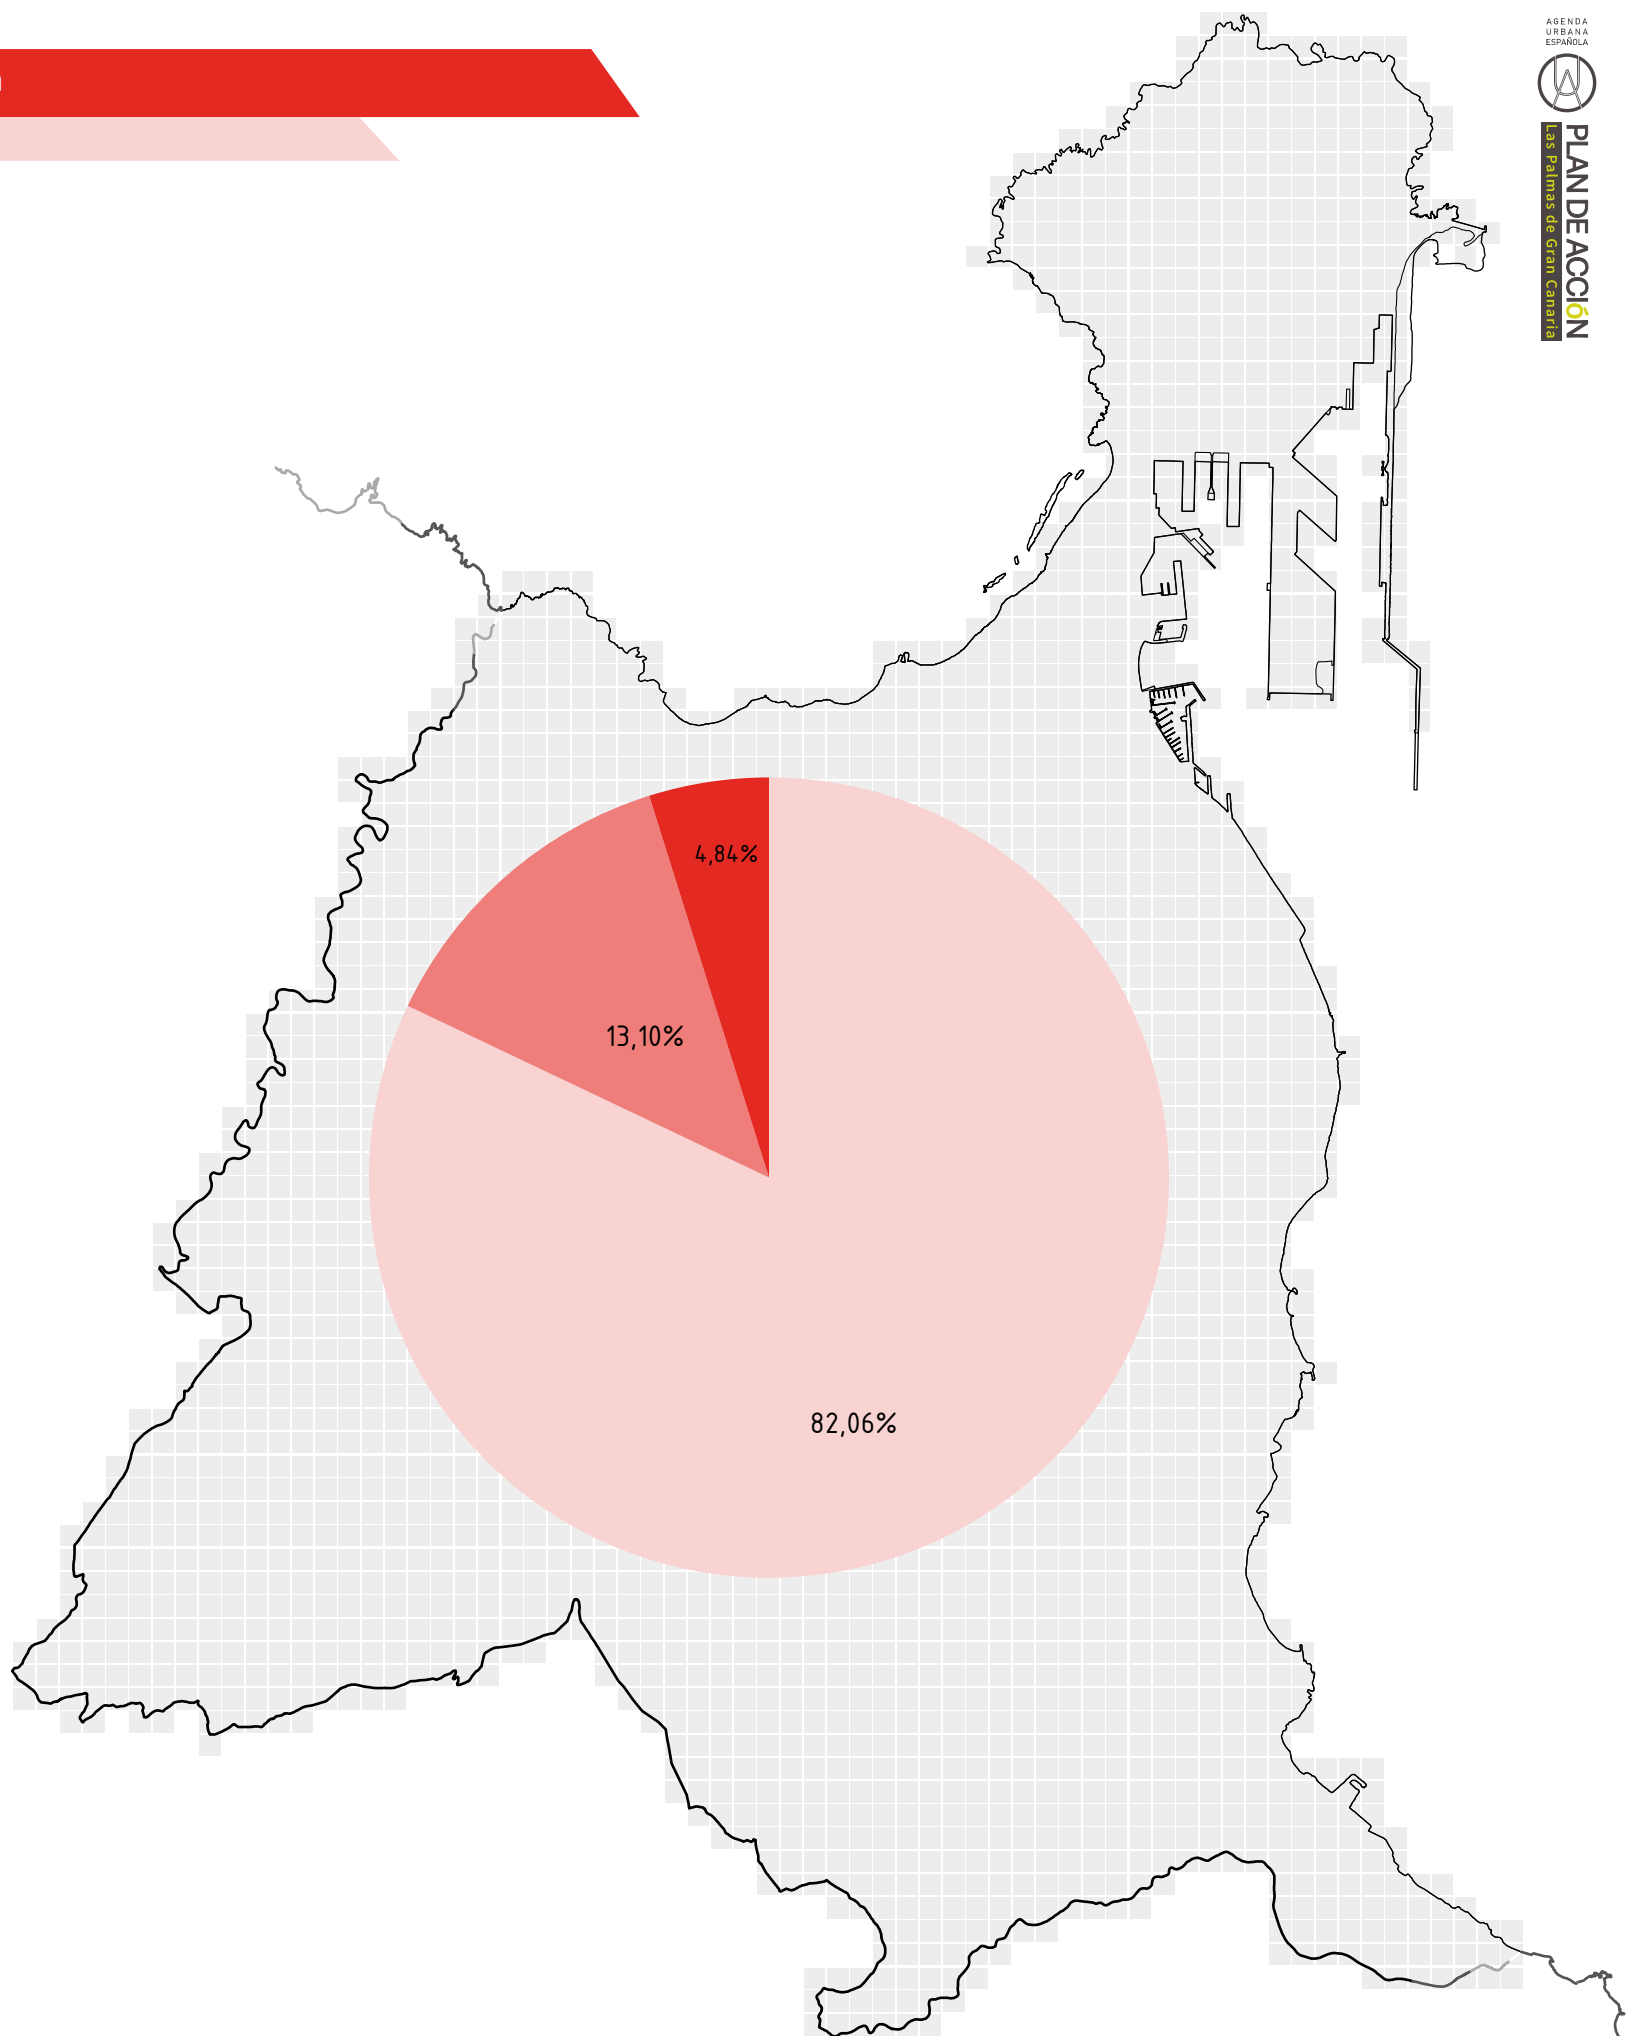 AGENDA
URBANA
ESPAÑOLA
PLAN DE ACCIÓN
Las Palmas de Gran Canaria
4,84%
13,10%
82,06%